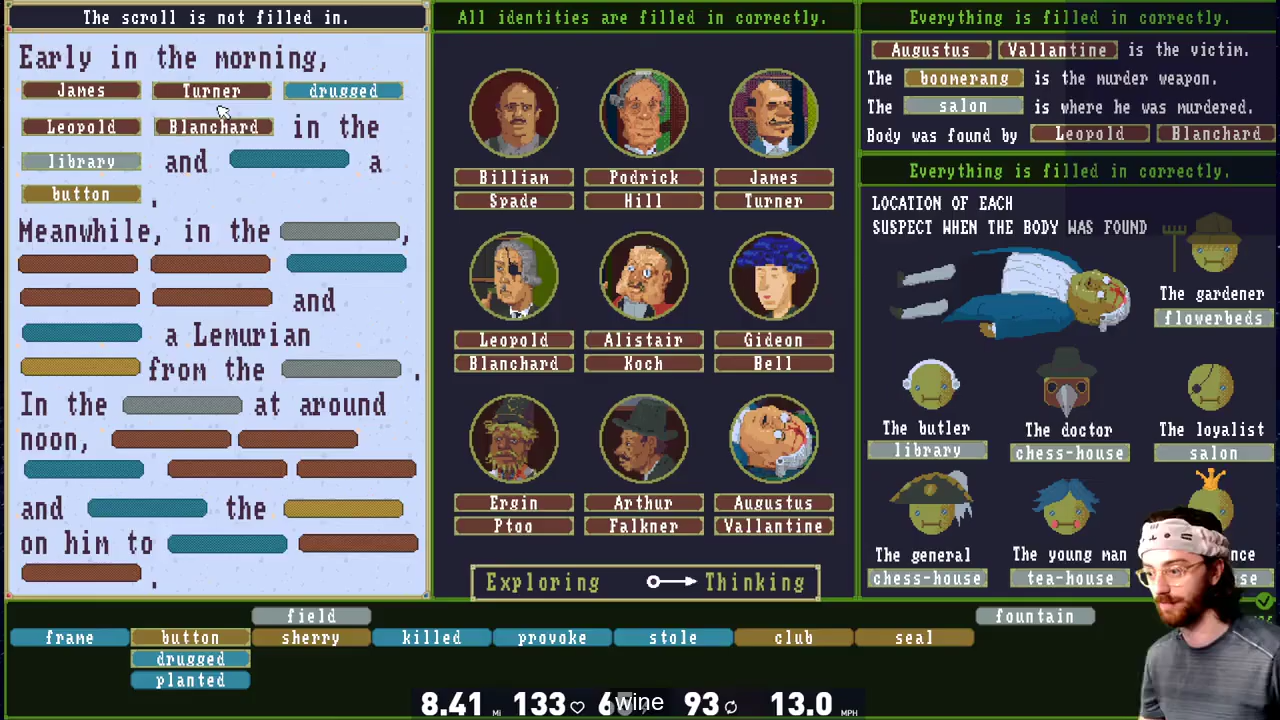 The scroll is not filled in.
Early in the morning,
James Turner drugged
Leopold Blanchard in the
library and a
button .
Meanwhile, in the ,
and
a Lemurian
from the .
In the at around
noon,
and the
on him to
.
All identities are filled in correctly.
Billiam Podrick James
Spade Hill Turner
Leopold Alistair Gideon
Blanchard Koch Bell
Ergin Arthur Augustus
Ptoo Falkner Vallantine
Exploring Thinking
Everything is filled in correctly.
Augustus Vallantine is the victim.
The boomerang is the murder weapon.
The salon is where he was murdered.
Body was found by Leopold Blanchard
Everything is filled in correctly.
LOCATION OF EACH
SUSPECT WHEN THE BODY WAS FOUND
The gardener
flowerbeds
The butler The doctor The loyalist
library chess-house salon
The general The young man
chess-house tea-house
field fountain
frame button sherry killed provoke stole club seal
drugged
planted
8.41 MI 133 wine 93 13.0 MPH